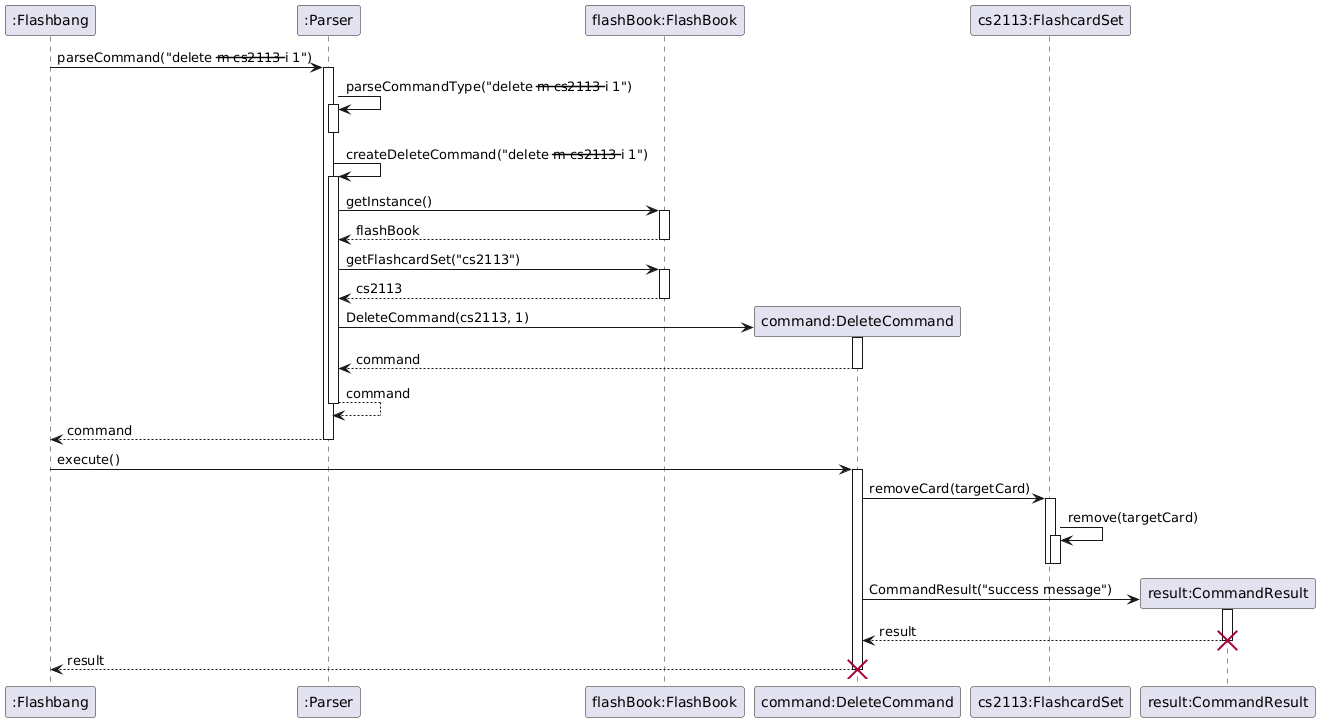 :Flashbang :Parser flashBook:FlashBook cs2113:FlashcardSet
parseCommand("delete m cs2113 i 1")
parseCommandType("delete m cs2113 i 1")
createDeleteCommand("delete m cs2113 i 1")
getInstance()
flashBook
getFlashcardSet("cs2113")
cs2113
DeleteCommand(cs2113, 1) command:DeleteCommand
command
command
command
execute()
removeCard(targetCard)
remove(targetCard)
CommandResult("success message") result:CommandResult
result
result
:Flashbang :Parser flashBook:FlashBook command:DeleteCommand cs2113:FlashcardSet result:CommandResult